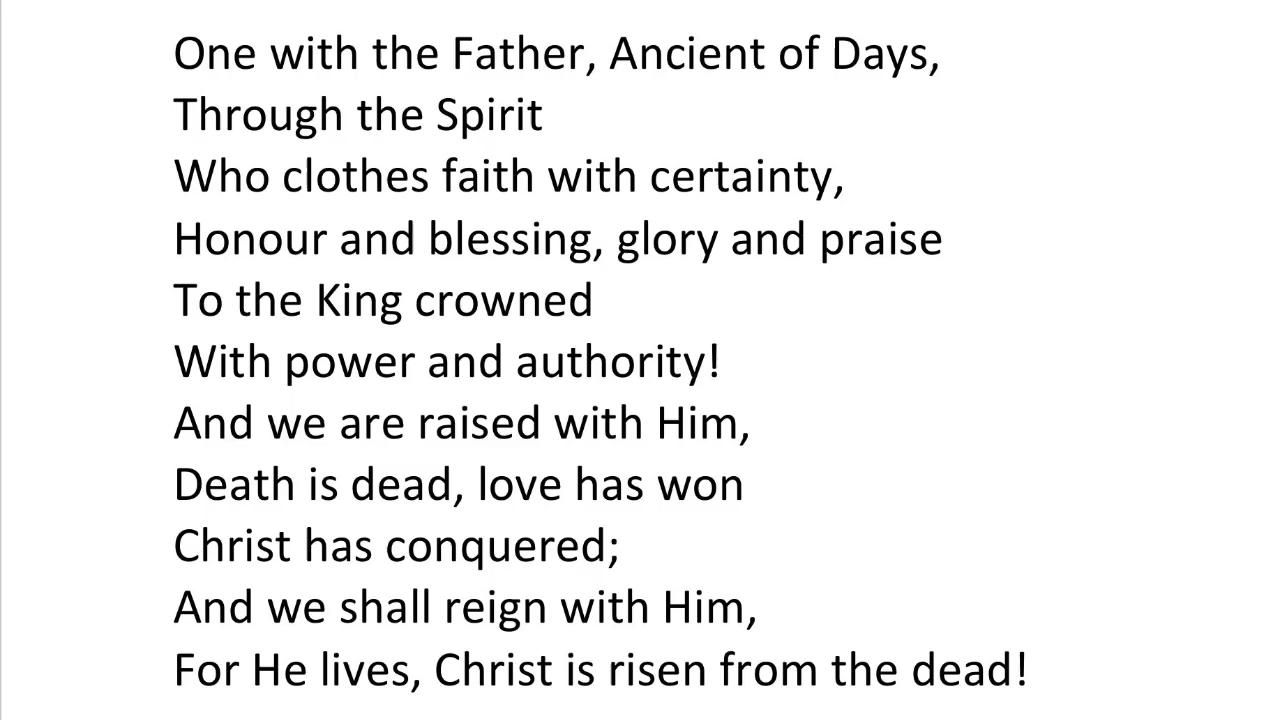 One with the Father, Ancient of Days,
Through the Spirit
Who clothes faith with certainty,
Honour and blessing, glory and praise
To the King crowned
With power and authority!
And we are raised with Him,
Death is dead, love has won
Christ has conquered;
And we shall reign with Him,
For He lives, Christ is risen from the dead!